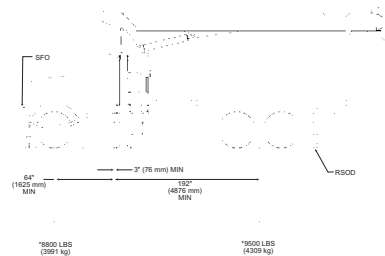 SFO
3" (76 mm) MIN
RSOD
64"
(1625 mm)
MIN
192"
(4876 mm)
MIN
*8800 LBS
(3991 kg)
*9500 LBS
(4309 kg)